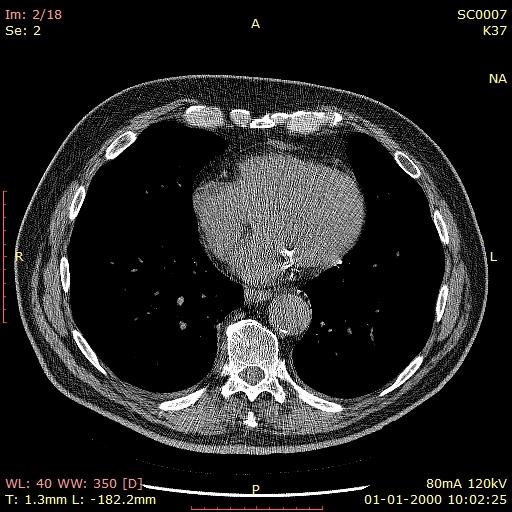 Im: 2/18
Se: 2
A
SC0007
K37
NA
R
L
WL: 40 WW: 350 [D]
T: 1.3mm L: -182.2mm
P
80mA 120kV
01-01-2000 10:02:25